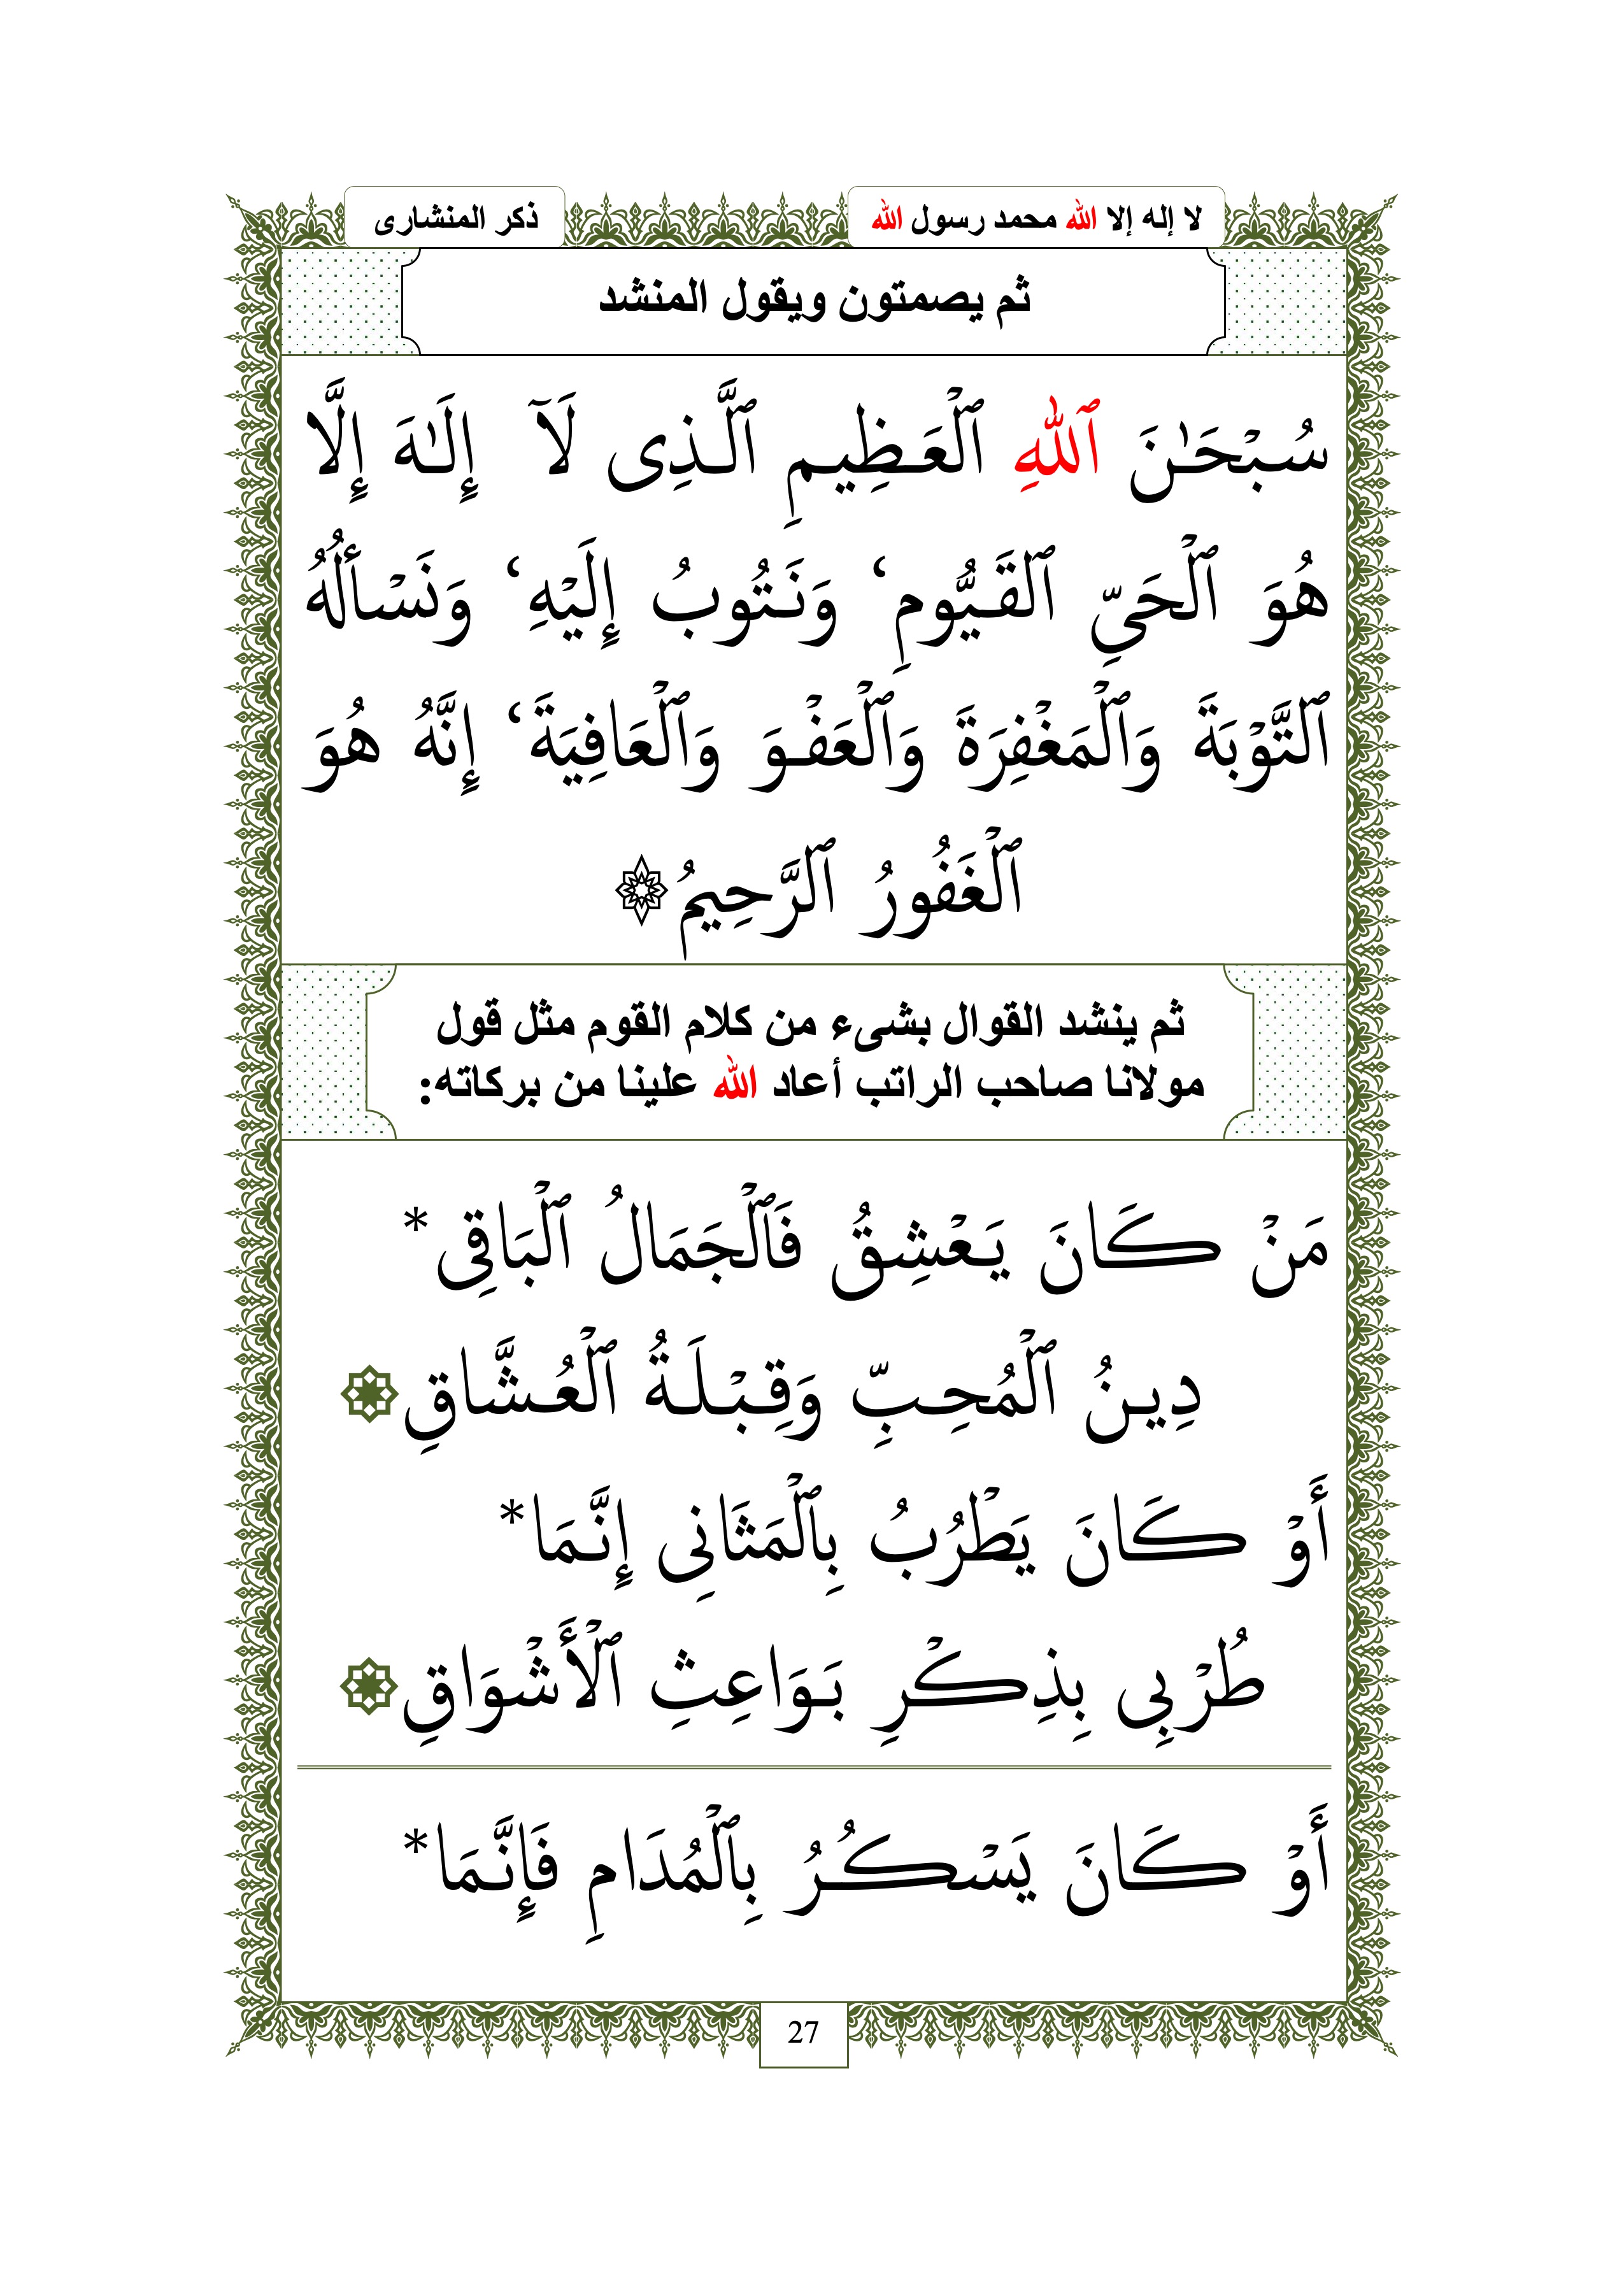 لا إله إلا الله محمد رسول الله
ذكر المنشارى
ثم يصمتون ويقول المنشد
سُبْحَـٰنَ ٱللهِ ٱلْعَظِيمِ ٱلَّذِى لَآ إِلَـٰهَ إِلَّا
هُوَ ٱلْحَىِّ ٱلْقَيُّومِ، وَنَتُوبُ إِلَيْهِ، وَنَسْألُهُ
ٱلتَّوْبَةَ وَٱلْمَغْفِرَةَ وَٱلْعَفْوَ وَٱلْعَافِيَةَ، إِنَّهُ هُوَ
ٱلْغَفُورُ ٱلرَّحِيمُ۞
ثم ينشد القوال بشىء من كلام القوم مثل قول
مولانا صاحب الراتب أعاد الله علينا من بركاته:
مَنْ كَانَ يَعْشِقُ فَٱلْجَمَالُ ٱلْبَاقِى*
دِينُ ٱلْمُحِبِّ وَقِبْلَةُ ٱلْعُشَّاقِ۞
أَوْ كَانَ يَطْرُبُ بِٱلْمَثَانِى إِنَّمَا*
طُرْبِى بِذِكْرِ بَوَاعِثِ ٱلْأَشْوَاقِ۞
أَوْ كَانَ يَسْكُرُ بِٱلْمُدَامِ فَإِنَّمَا*
27